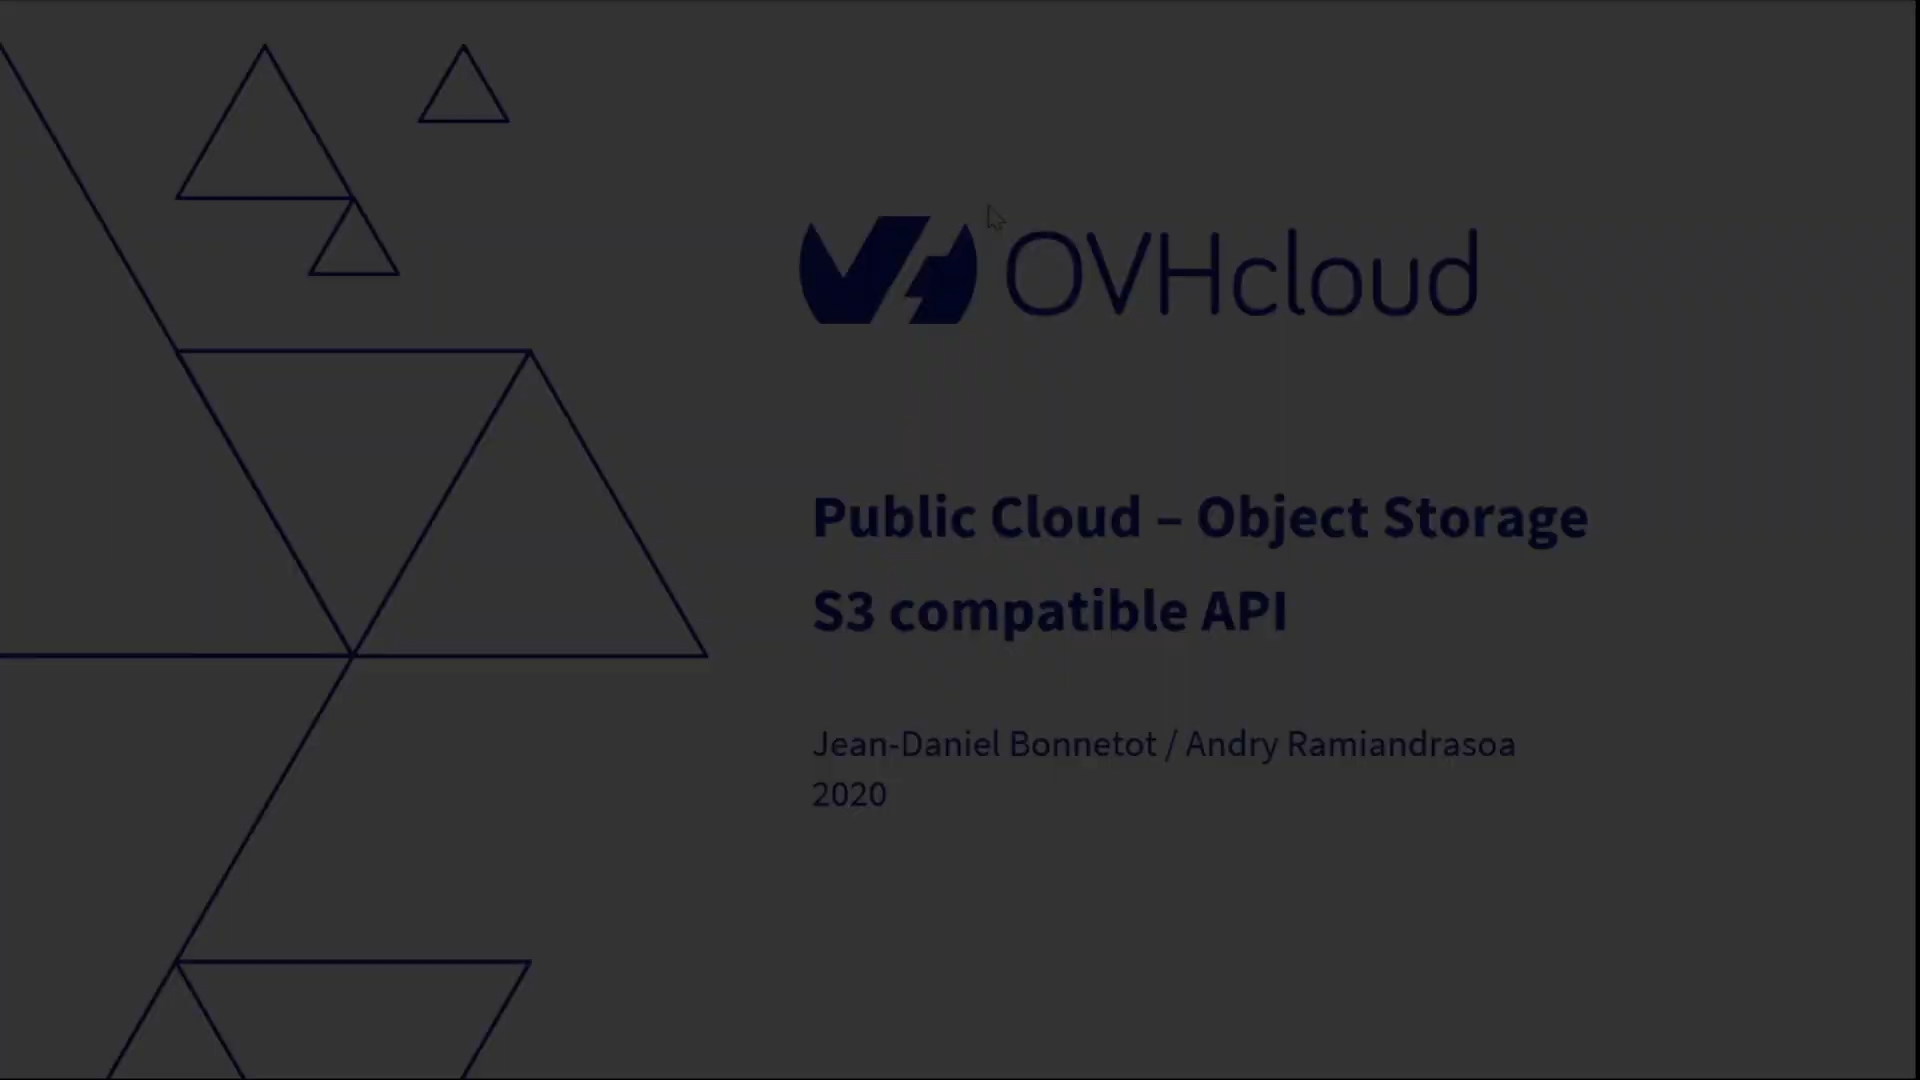 OVHcloud
Public Cloud – Object Storage
S3 compatible API
Jean-Daniel Bonnetot / Andry Ramiandrasoa
2020